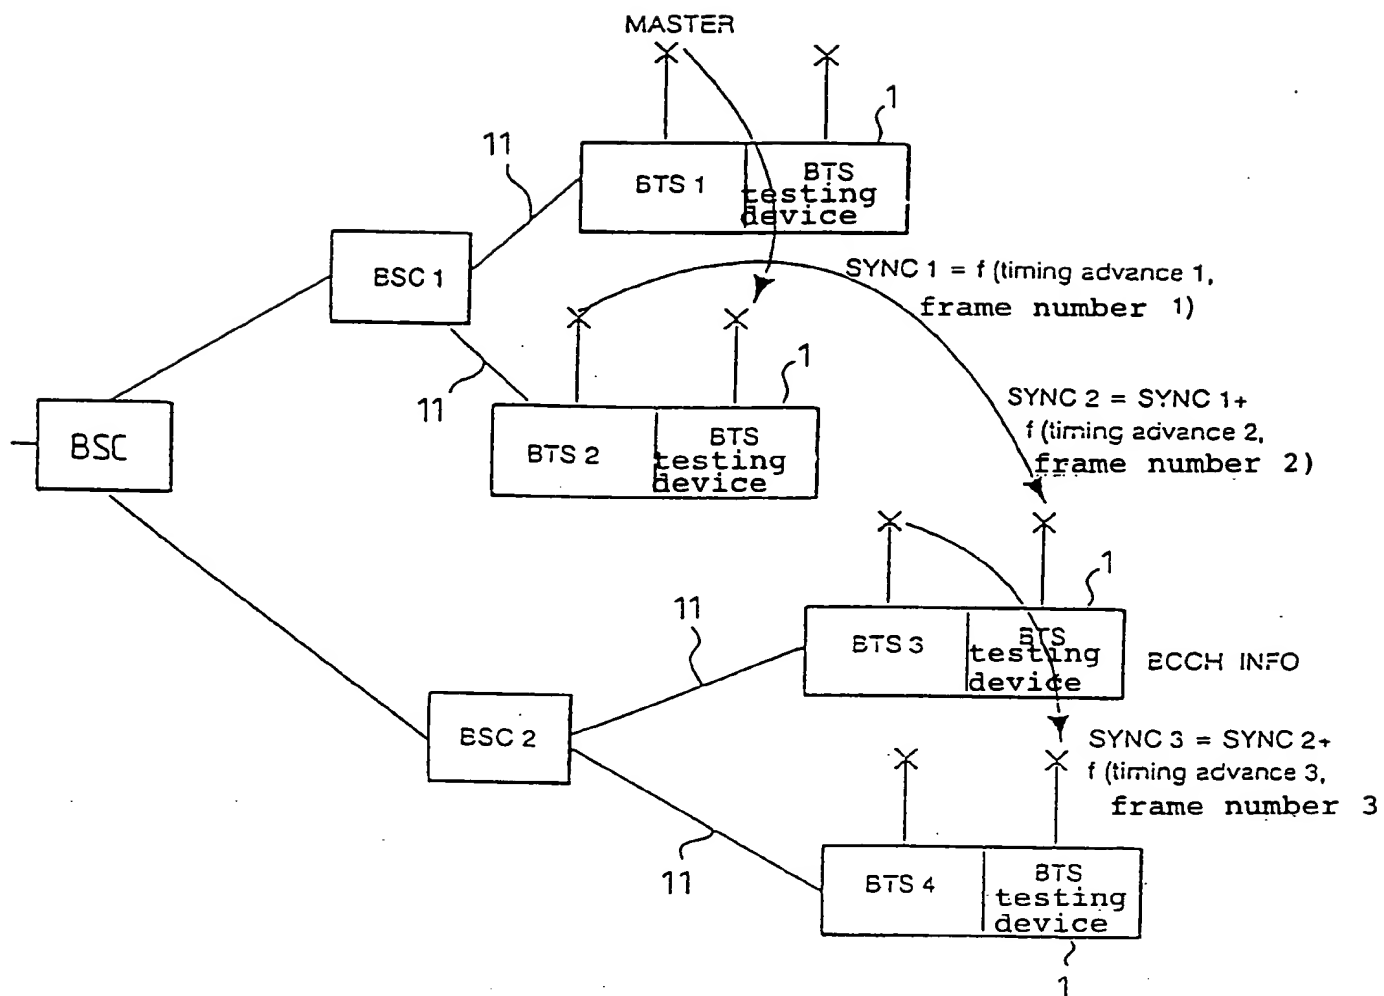 MASTER
1
11
BTS 1
BTS
testing
device
BSC 1
SYNC 1 = f (timing advance 1,
frame number 1)
11
1
SYNC 2 = SYNC 1+
f (timing advance 2,
frame number 2)
BSC
BTS 2
BTS
testing
device
1
11
BTS 3
BTS
testing
device
BCCH INFO
BSC 2
SYNC 3 = SYNC 2+
f (timing advance 3,
frame number 3
11
BTS 4
BTS
testing
device
1